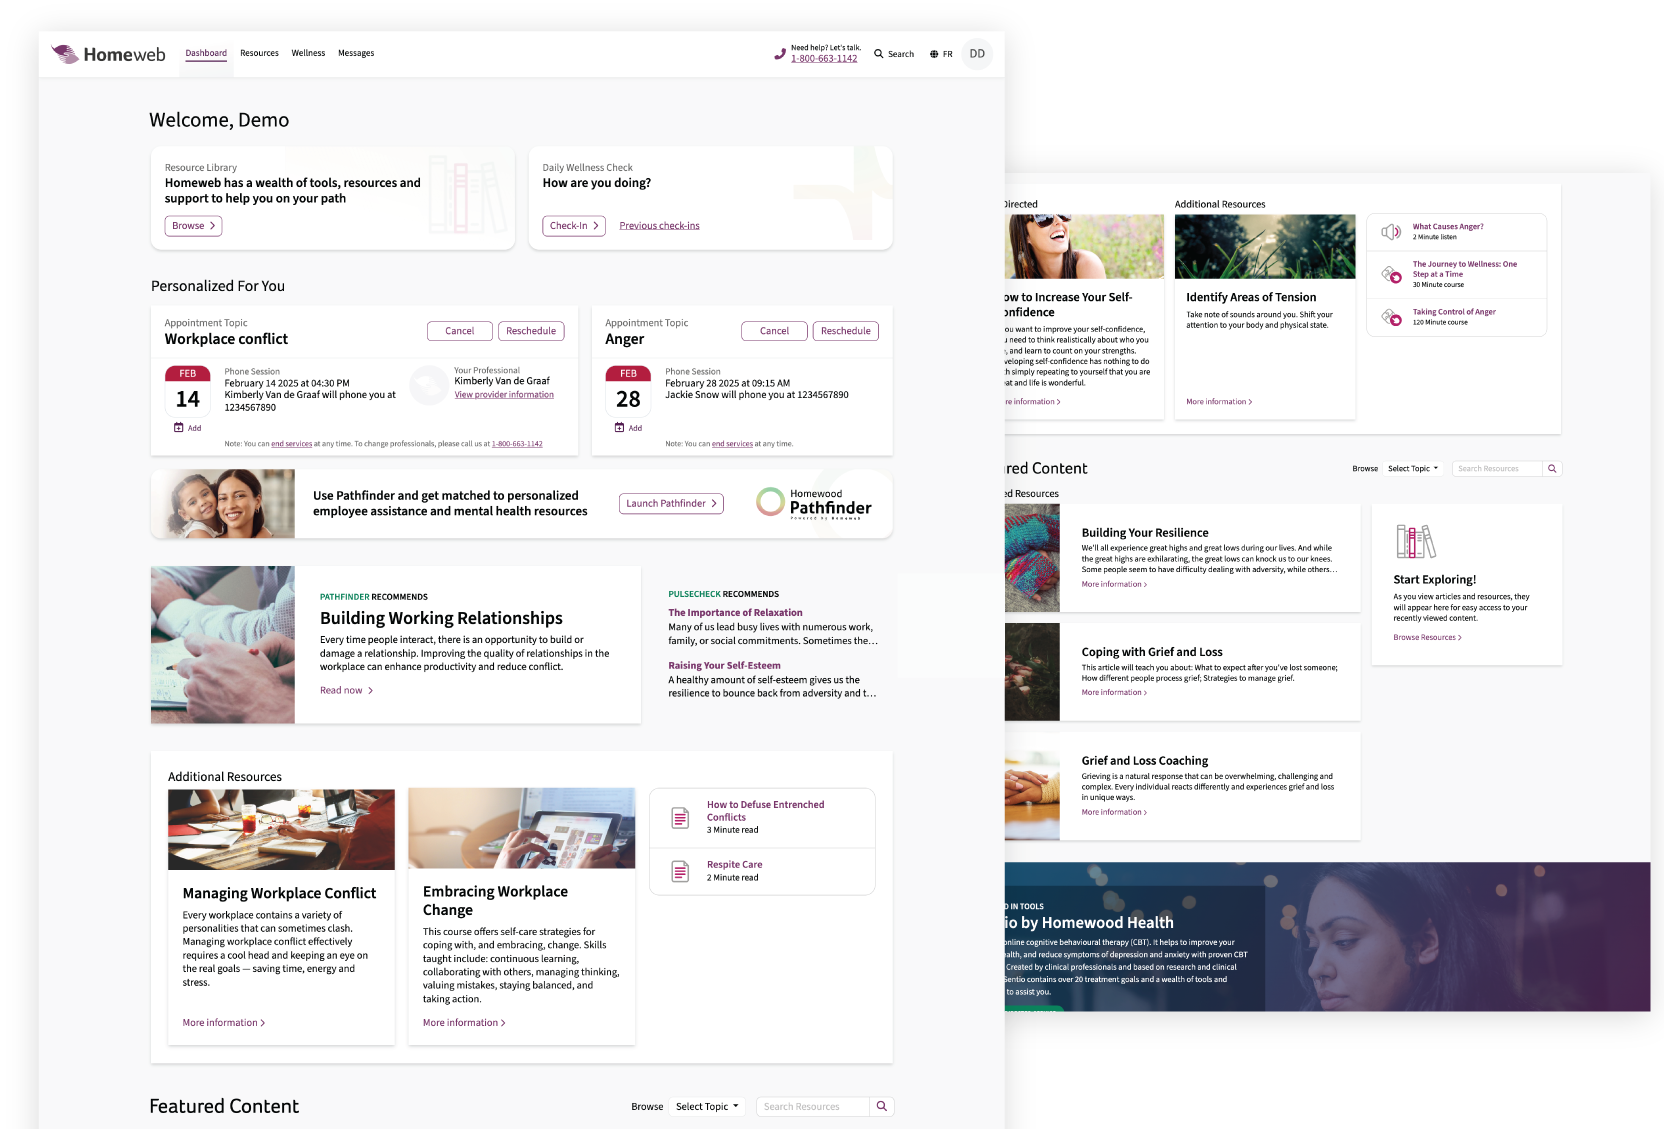 Homeweb
Dashboard
Resources
Wellness
Messages
Need help? Let's talk.
1-800-663-1142
Search
FR
DD
Welcome, Demo
Resource Library
Homeweb has a wealth of tools, resources and
support to help you on your path
Browse
Daily Wellness Check
How are you doing?
Check-In
Previous check-ins
Personalized For You
Appointment Topic
Workplace conflict
Cancel
Reschedule
FEB
14
Add
Phone Session
February 14 2025 at 04:30 PM
Kimberly Van de Graaf will phone you at
1234567890
Your Professional
Kimberly Van de Graaf
View provider information
Note: You can end services at any time. To change professionals, please call us at 1-800-663-1142
Appointment Topic
Anger
Cancel
Reschedule
FEB
28
Add
Phone Session
February 28 2025 at 09:15 AM
Jackie Snow will phone you at 1234567890
Note: You can end services at any time.
Use Pathfinder and get matched to personalized
employee assistance and mental health resources
Launch Pathfinder
Homewood
Pathfinder
Powered by Homeweb
PATHFINDER RECOMMENDS
Building Working Relationships
Every time people interact, there is an opportunity to build or
damage a relationship. Improving the quality of relationships in the
workplace can enhance productivity and reduce conflict.
Read now
PULSECHECK RECOMMENDS
The Importance of Relaxation
Many of us lead busy lives with numerous work,
family, or social commitments. Sometimes the…
Raising Your Self-Esteem
A healthy amount of self-esteem gives us the
resilience to bounce back from adversity and t…
Additional Resources
Managing Workplace Conflict
Every workplace contains a variety of
personalities that can sometimes clash.
Managing workplace conflict effectively
requires a cool head and keeping an eye on
the real goals — saving time, energy and
stress.
More information
Embracing Workplace
Change
This course offers self-care strategies for
coping with, and embracing, change. Skills
taught include: continuous learning,
collaborating with others, managing thinking,
valuing mistakes, staying balanced, and
taking action.
More information
How to Defuse Entrenched
Conflicts
3 Minute read
Respite Care
2 Minute read
Featured Content
Browse
Select Topic
Search Resources
Directed
ow to Increase Your Self-
onfidence
ou want to improve your self-confidence,
need to think realistically about who you
, and learn to count on your strengths.
veloping self-confidence has nothing to do
h simply repeating to yourself that you are
eat and life is wonderful.
re information
Additional Resources
Identify Areas of Tension
Take note of sounds around you. Shift your
attention to your body and physical state.
More information
What Causes Anger?
2 Minute listen
The Journey to Wellness: One
Step at a Time
30 Minute course
Taking Control of Anger
120 Minute course
red Content
Browse
Select Topic
Search Resources
ed Resources
Building Your Resilience
We'll all experience great highs and great lows during our lives. And while
the great highs are exhilarating, the great lows can knock us to our knees.
Some people seem to have difficulty dealing with adversity, while others…
More information
Coping with Grief and Loss
This article will teach you about: What to expect after you've lost someone;
How different people process grief; Strategies to manage grief.
More information
Grief and Loss Coaching
Grieving is a natural response that can be overwhelming, challenging and
complex. Every individual reacts differently and experiences grief and loss
in unique ways.
More information
Start Exploring!
As you view articles and resources, they
will appear here for easy access to your
recently viewed content.
Browse Resources
D IN TOOLS
io by Homewood Health
online cognitive behavioural therapy (CBT). It helps to improve your
alth, and reduce symptoms of depression and anxiety with proven CBT
Created by clinical professionals and based on research and clinical
Sentio contains over 20 treatment goals and a wealth of tools and
to assist you.